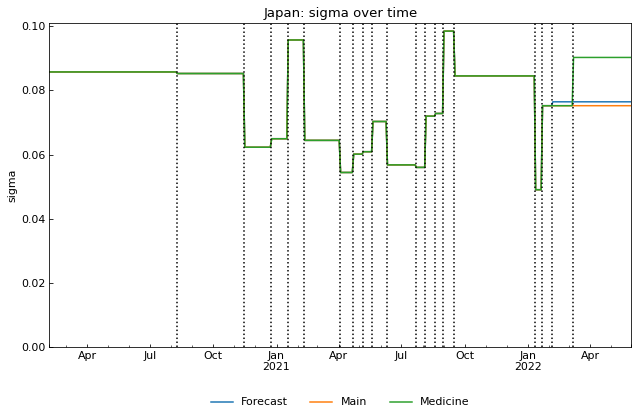 Japan: sigma over time
0.10
0.08
0.06
0.04
0.02
0.00
sigma
Apr Jul Oct Jan Apr Jul Oct Jan Apr
2021 2022
Forecast Main Medicine